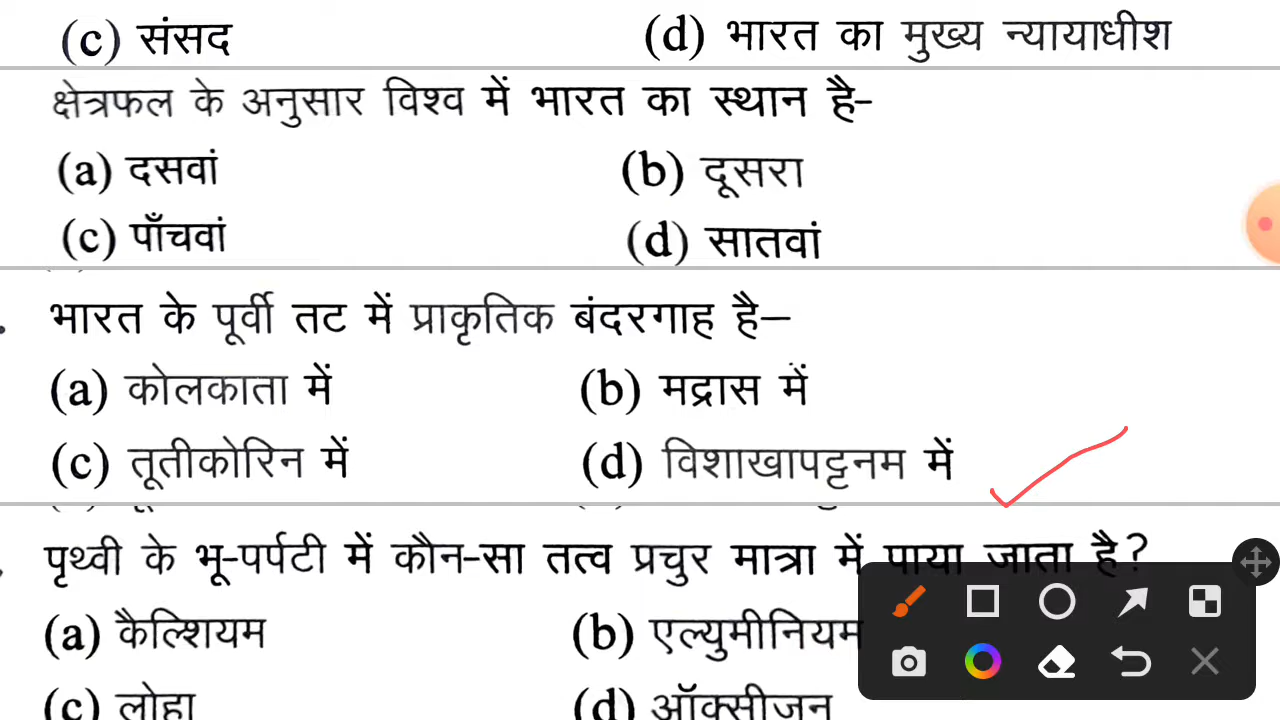 (c) संसद (d) भारत का मुख्य न्यायाधीश
क्षेत्रफल के अनुसार विश्व में भारत का स्थान है-
(a) दसवां (b) दूसरा
(c) पाँचवां (d) सातवां
भारत के पूर्वी तट में प्राकृतिक बंदरगाह है–
(a) कोलकाता में (b) मद्रास में
(c) तूतीकोरिन में (d) विशाखापट्टनम में
पृथ्वी के भू-पर्पटी में कौन-सा तत्व प्रचुर मात्रा में पाया जाता है?
(a) कैल्शियम (b) एल्युमीनियम
(c) लोहा (d) ऑक्सीजन